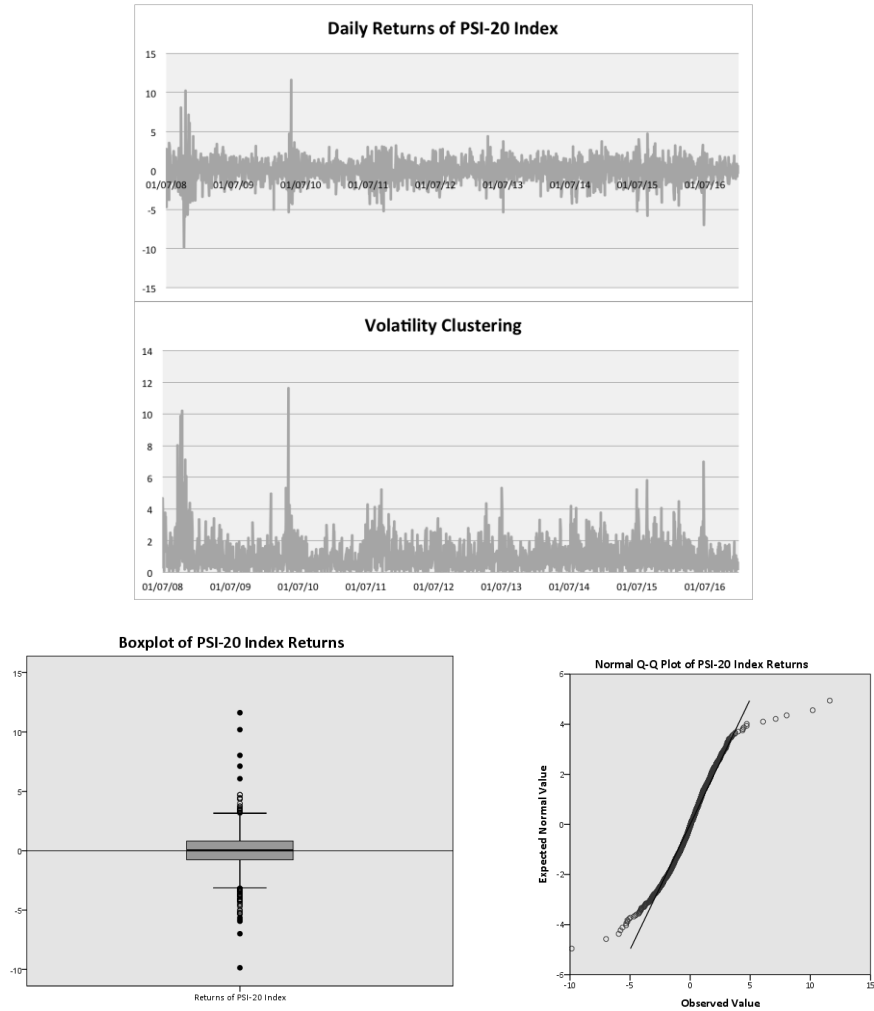 Daily Returns of PSI-20 Index
15
10
5
0
01/07/08 01/07/09 01/07/10 01/07/11 01/07/12 01/07/13 01/07/14 01/07/15 01/07/16
-5
-10
-15
Volatility Clustering
14
12
10
8
6
4
2
0
01/07/08 01/07/09 01/07/10 01/07/11 01/07/12 01/07/13 01/07/14 01/07/15 01/07/16
Boxplot of PSI-20 Index Returns
15
10
5
0
-5
-10
Returns of PSI-20 Index
Normal Q-Q Plot of PSI-20 Index Returns
Expected Normal Value
6
4
2
0
-2
-4
-6
-10 -5 0 5 10 15
Observed Value